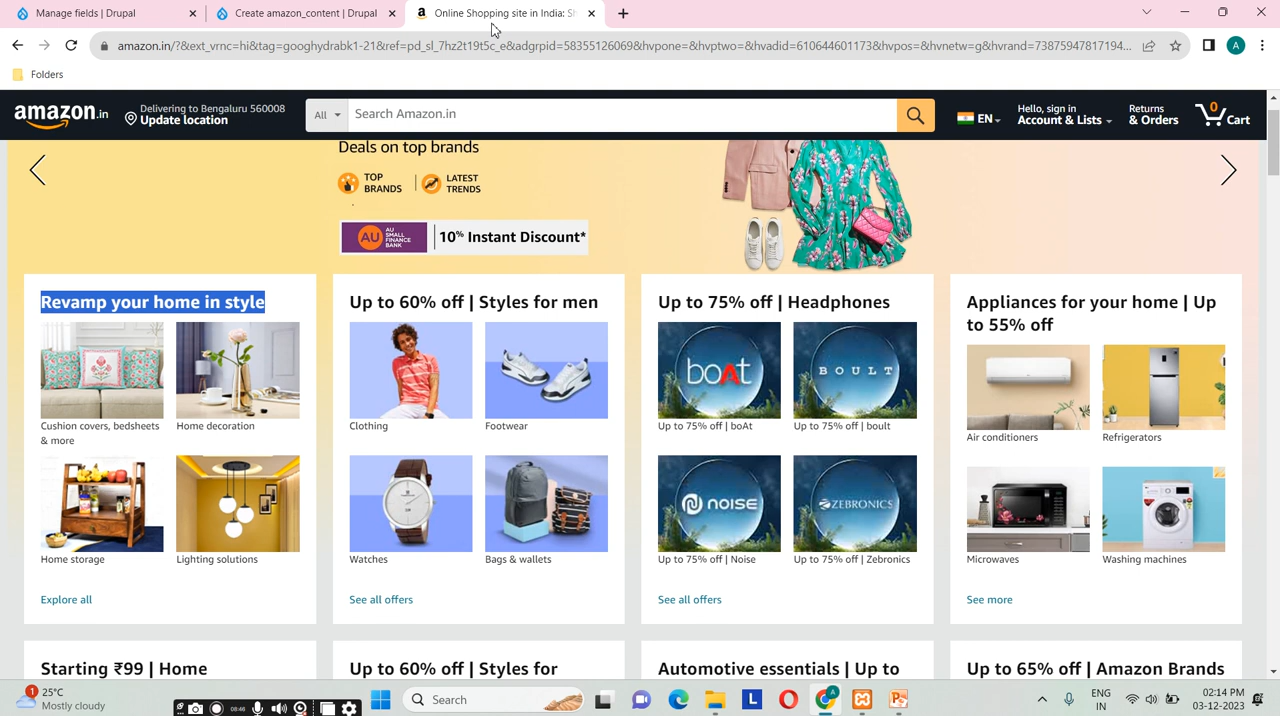 Manage fields | Drupal
Create amazon_content | Drupal
Online Shopping site in India: Sh
amazon.in/?&ext_vrnc=hi&tag=googhydrabk1-21&ref=pd_sl_7hz2t19t5c_e&adgrpid=58355126069&hvpone=&hvptwo=&hvadid=610644601173&hvpos=&hvnetw=g&hvrand=73875947817194...
A
Folders
amazon.in
Delivering to Bengaluru 560008
Update location
All
Search Amazon.in
EN
Hello, sign in
Account & Lists
Returns
& Orders
0
Cart
Deals on top brands
TOP
BRANDS
LATEST
TRENDS
AU
AU
SMALL
FINANCE
BANK
10% Instant Discount*
Revamp your home in style
Cushion covers, bedsheets
& more
Home decoration
Home storage
Lighting solutions
Explore all
Up to 60% off | Styles for men
Clothing
Footwear
Watches
Bags & wallets
See all offers
Up to 75% off | Headphones
boAt
BOULT
Up to 75% off | boAt
Up to 75% off | boult
NOISE
ZEBRONICS
Up to 75% off | Noise
Up to 75% off | Zebronics
See all offers
Appliances for your home | Up
to 55% off
Air conditioners
Refrigerators
Microwaves
Washing machines
See more
Starting ₹99 | Home
Up to 60% off | Styles for
Automotive essentials | Up to
Up to 65% off | Amazon Brands
1
25°C
Mostly cloudy
08:46
Search
L
A
ENG
IN
02:14 PM
03-12-2023